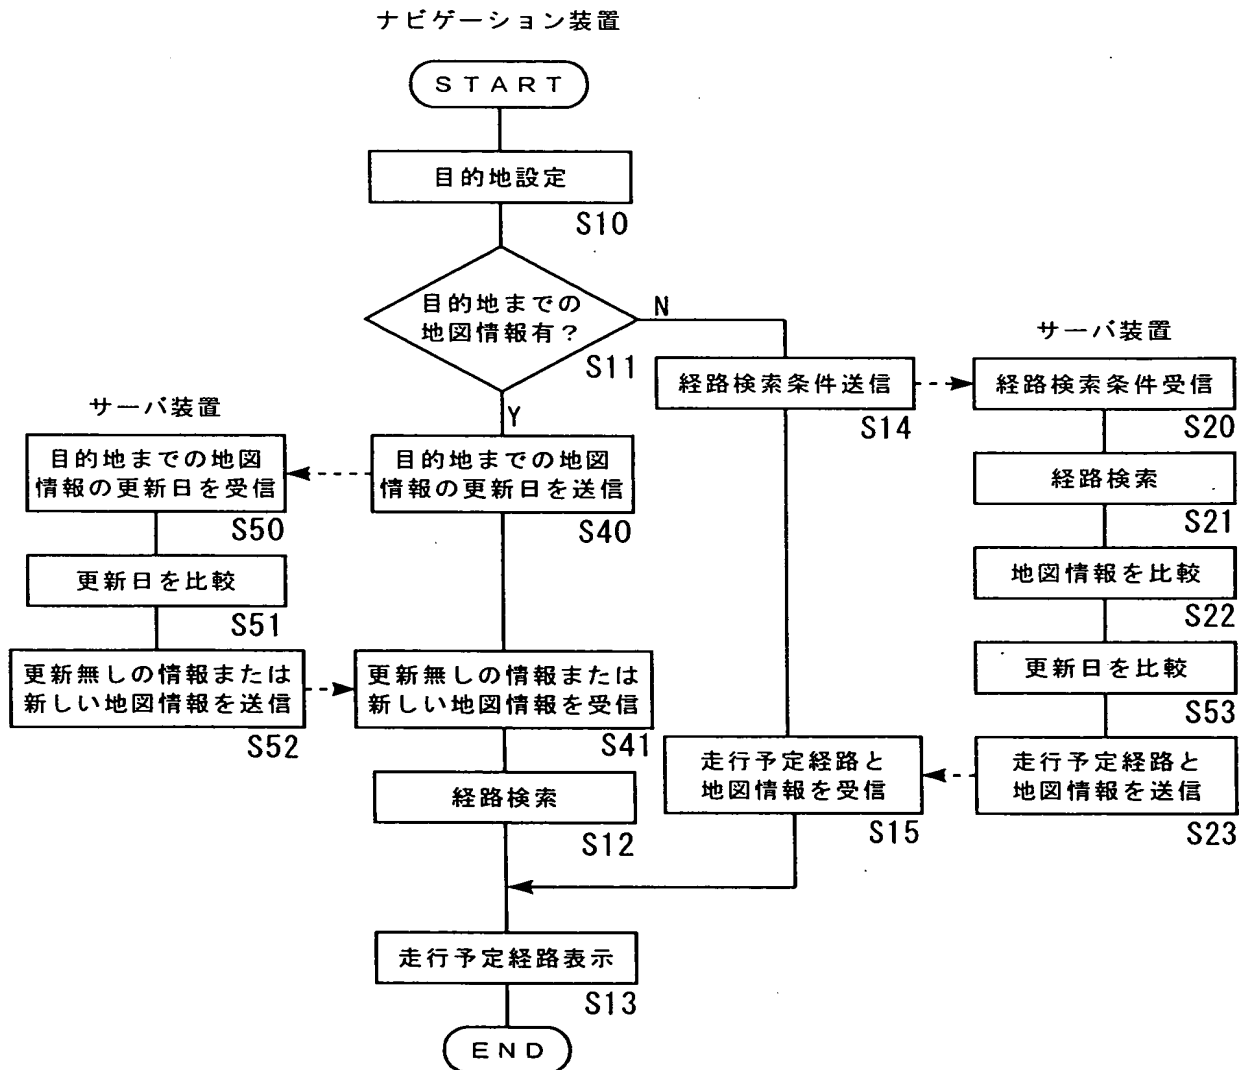 ナビゲーション装置
START
目的地設定
S10
目的地までの
地図情報有?
S11
N
Y
サーバ装置
経路検索条件送信
S14
経路検索条件受信
S20
経路検索
S21
地図情報を比較
S22
更新日を比較
S53
走行予定経路と
地図情報を送信
S23
走行予定経路と
地図情報を受信
S15
サーバ装置
目的地までの地図
情報の更新日を受信
S50
目的地までの地図
情報の更新日を送信
S40
更新日を比較
S51
更新無しの情報または
新しい地図情報を送信
S52
更新無しの情報または
新しい地図情報を受信
S41
経路検索
S12
走行予定経路表示
S13
END